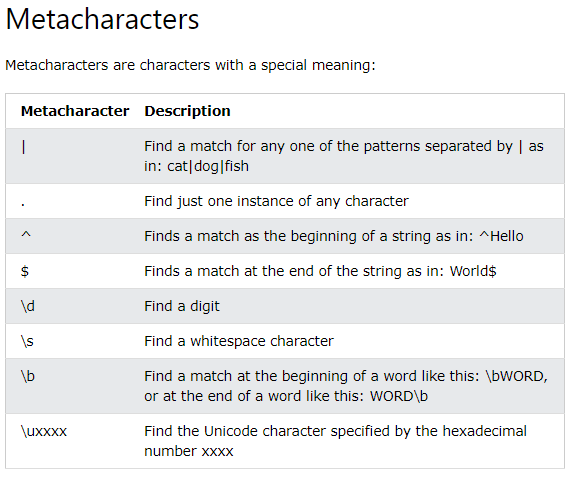 Metacharacters
Metacharacters are characters with a special meaning:
Metacharacter Description
| Find a match for any one of the patterns separated by | as
in: cat|dog|fish
. Find just one instance of any character
^ Finds a match as the beginning of a string as in: ^Hello
$ Finds a match at the end of the string as in: World$
\d Find a digit
\s Find a whitespace character
\b Find a match at the beginning of a word like this: \bWORD,
or at the end of a word like this: WORD\b
\uxxxx Find the Unicode character specified by the hexadecimal
number xxxx